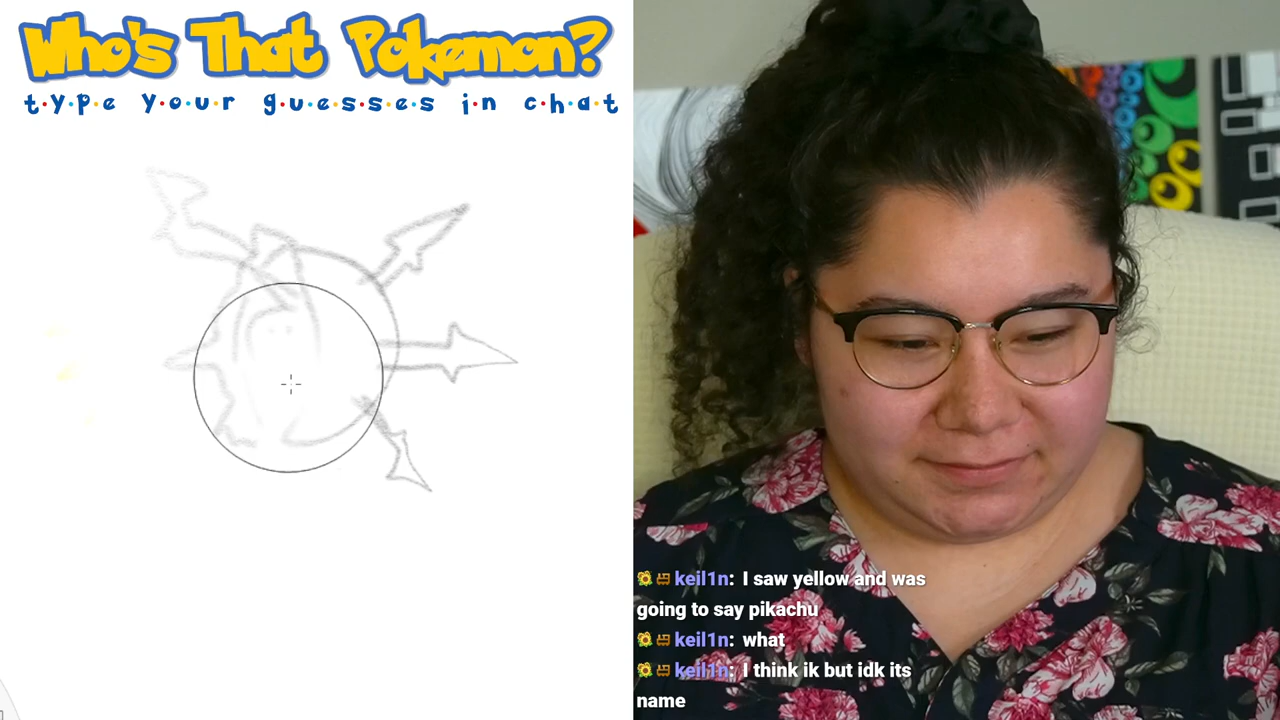 Who's That Pokemon?
type your guesses in chat
keil1n: I saw yellow and was
going to say pikachu
keil1n: what
keil1n: I think ik but idk its
name